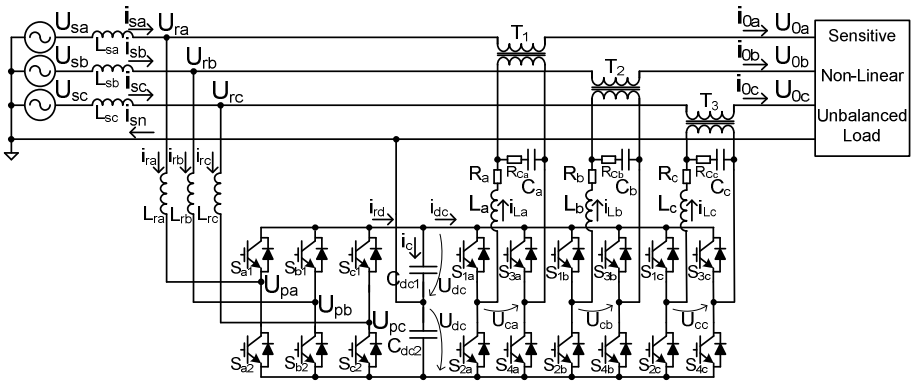 isa
Usa
Lsa
Ura
isb
Usb
Lsb
Urb
isc
Usc
Lsc
Urc
isn
T1
T2
T3
i0a
U0a
i0b
U0b
i0c
U0c
Sensitive
Non-Linear
Unbalanced
Load
ira
irb
irc
Lra
Lrb
Lrc
Ra
RCa
Ca
La
iLa
Rb
RCb
Cb
Lb
iLb
Rc
RCc
Cc
Lc
iLc
ird
idc
ic
Sa1
Sb1
Sc1
Cdc1
Udc
S1a
S3a
S1b
S3b
S1c
S3c
Upa
Upb
Upc
Udc
Uca
Ucb
Ucc
Sa2
Sb2
Sc2
Cdc2
S2a
S4a
S2b
S4b
S2c
S4c